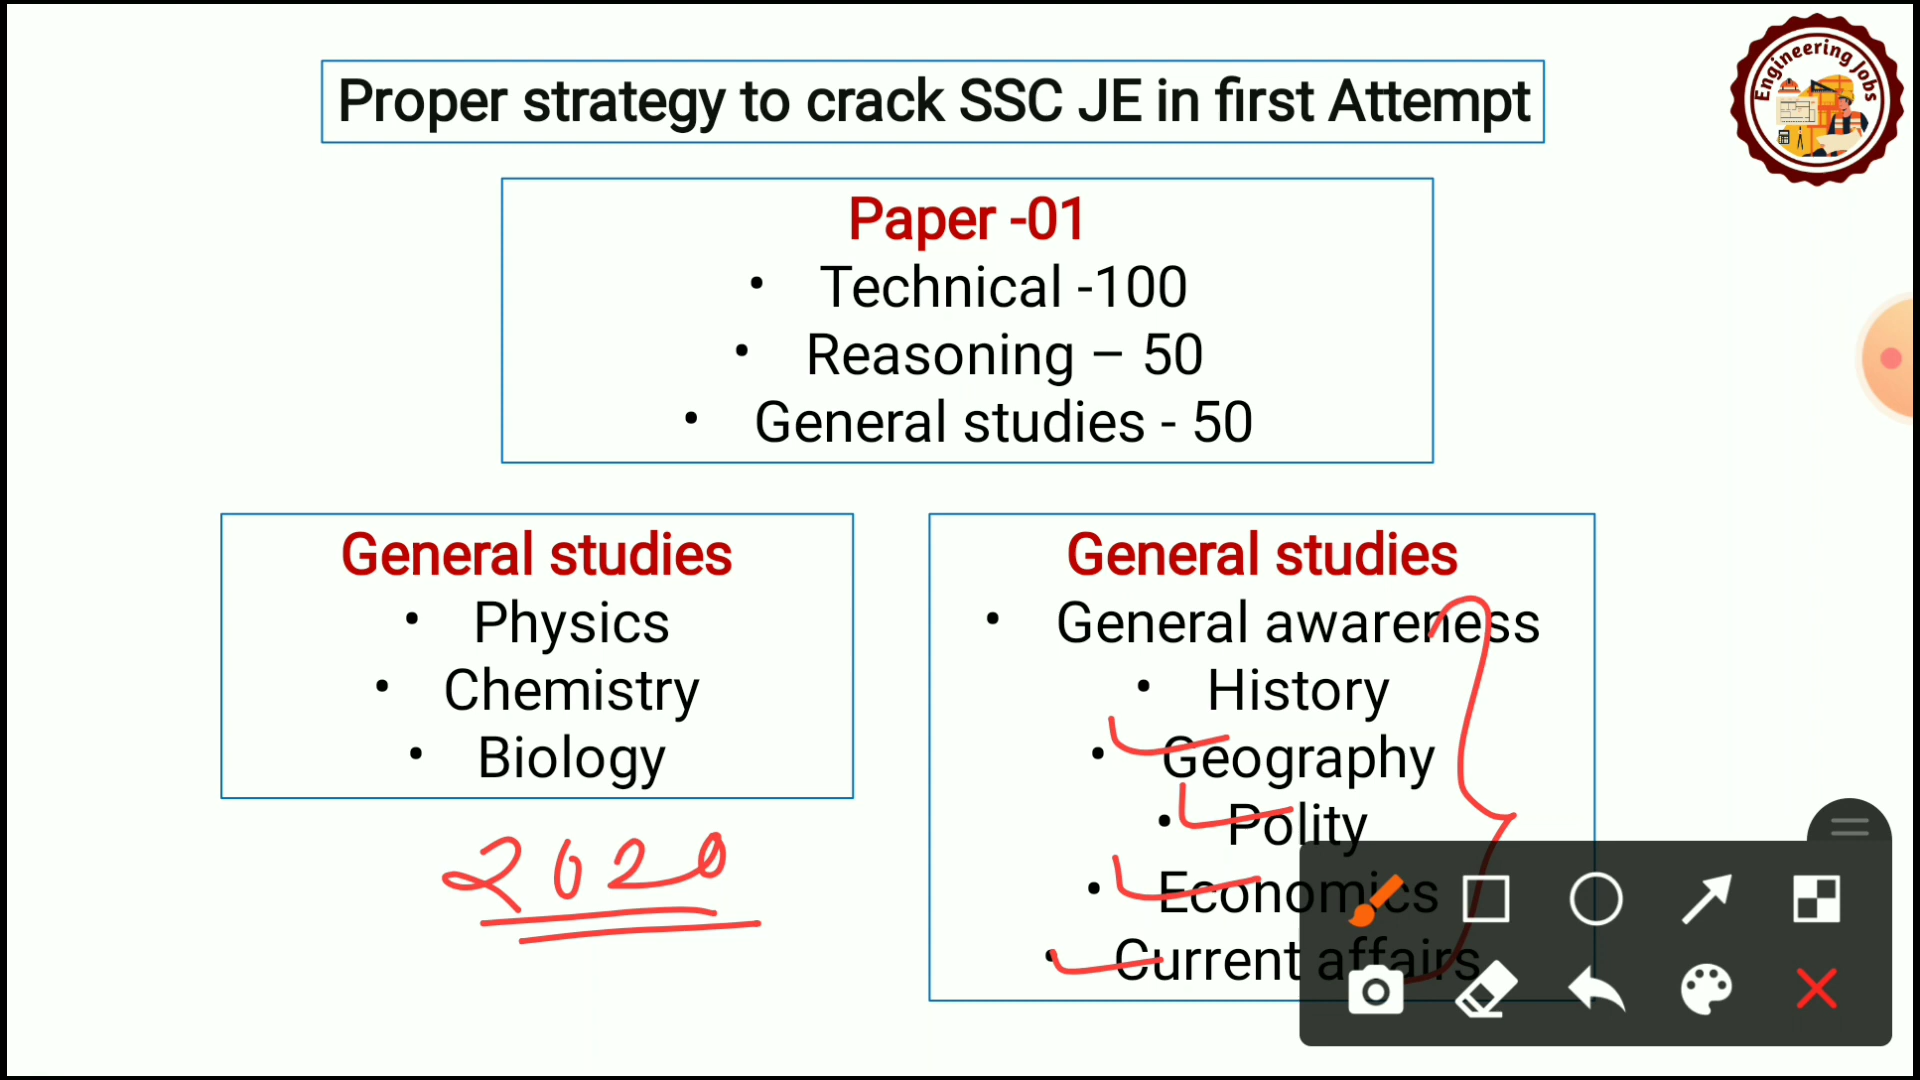 Proper strategy to crack SSC JE in first Attempt
Engineering Jobs
Paper -01
• Technical -100
• Reasoning – 50
• General studies - 50
General studies
• Physics
• Chemistry
• Biology
2020
General studies
• General awareness
• History
• Geography
• Polity
• Economics
• Current affairs